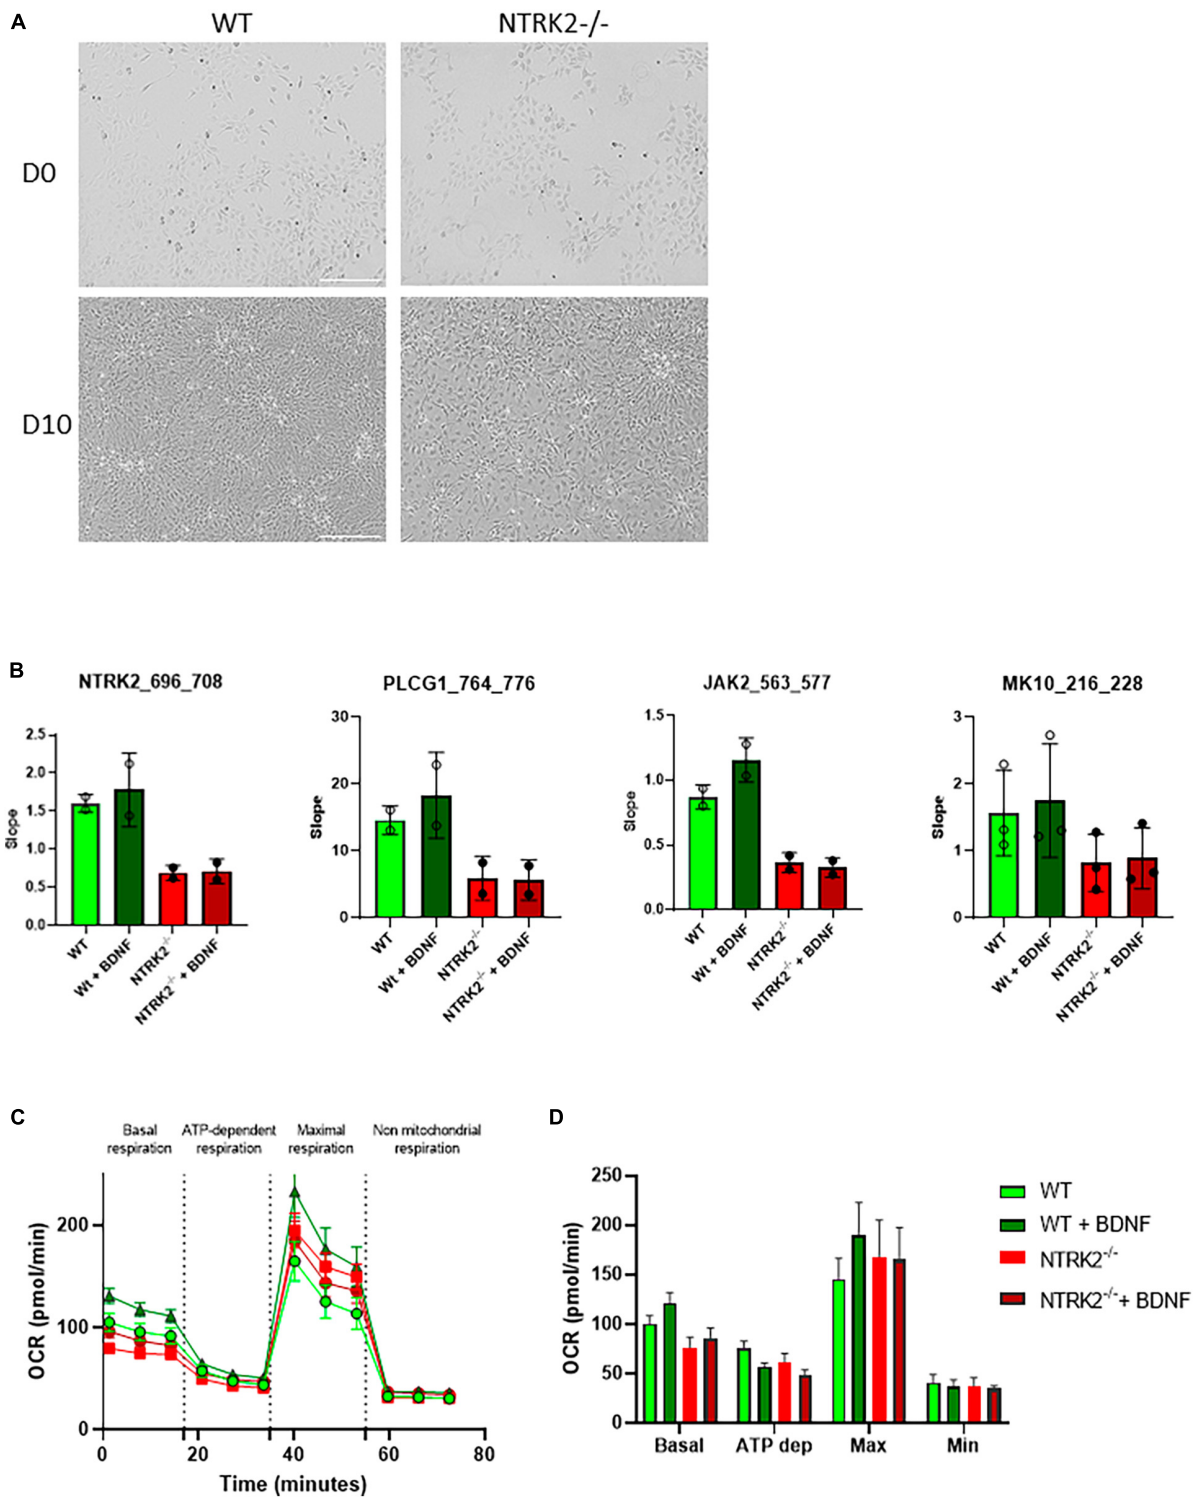 A
WT
NTRK2-/-
D0
D10
B
NTRK2_696_708
PLCG1_764_776
JAK2_563_577
MK10_216_228
Slope
2.5
2.0
1.5
1.0
0.5
0.0
WT
Wt + BDNF
NTRK2-/-
NTRK2-/- + BDNF
Slope
30
20
10
0
WT
Wt + BDNF
NTRK2-/-
NTRK2-/- + BDNF
Slope
1.5
1.0
0.5
0.0
WT
Wt + BDNF
NTRK2-/-
NTRK2-/- + BDNF
Slope
3
2
1
0
WT
Wt + BDNF
NTRK2-/-
NTRK2-/- + BDNF
C
Basal
respiration
ATP-dependent
respiration
Maximal
respiration
Non mitochondrial
respiration
OCR (pmol/min)
200
100
0
0 20 40 60 80
Time (minutes)
D
OCR (pmol/min)
250
200
150
100
50
0
Basal ATP dep Max Min
WT
WT + BDNF
NTRK2-/-
NTRK2-/- + BDNF